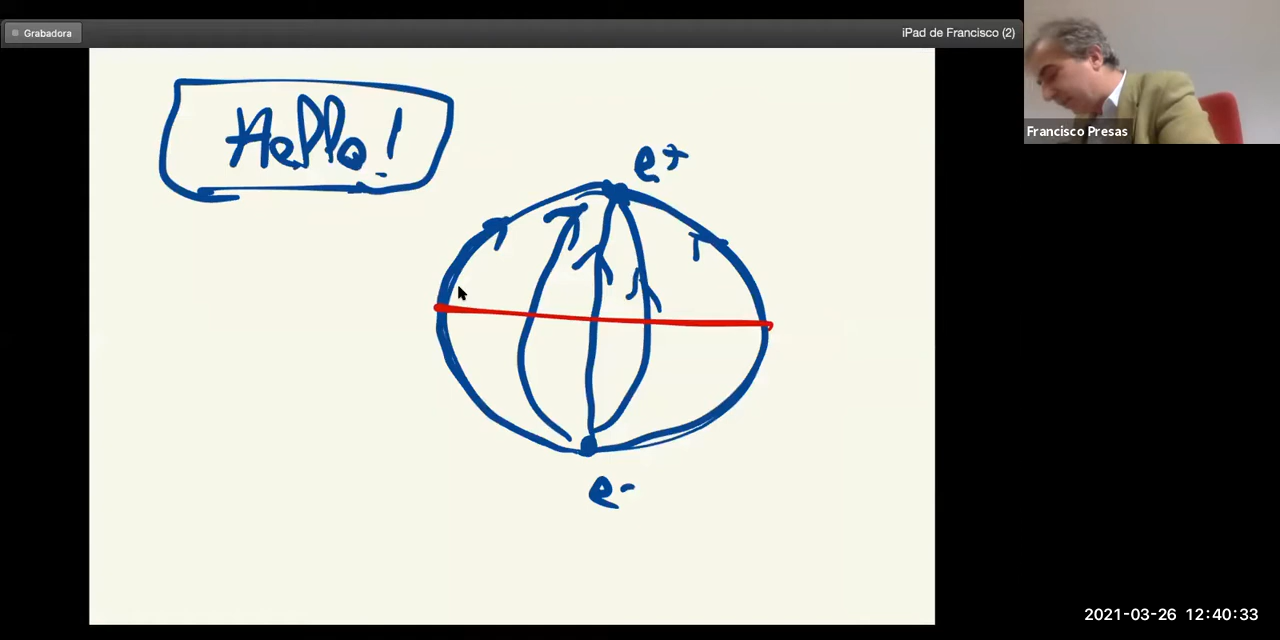 Grabadora
iPad de Francisco (2)
Hello!
Francisco Presas
e+
e-
2021-03-26 12:40:33